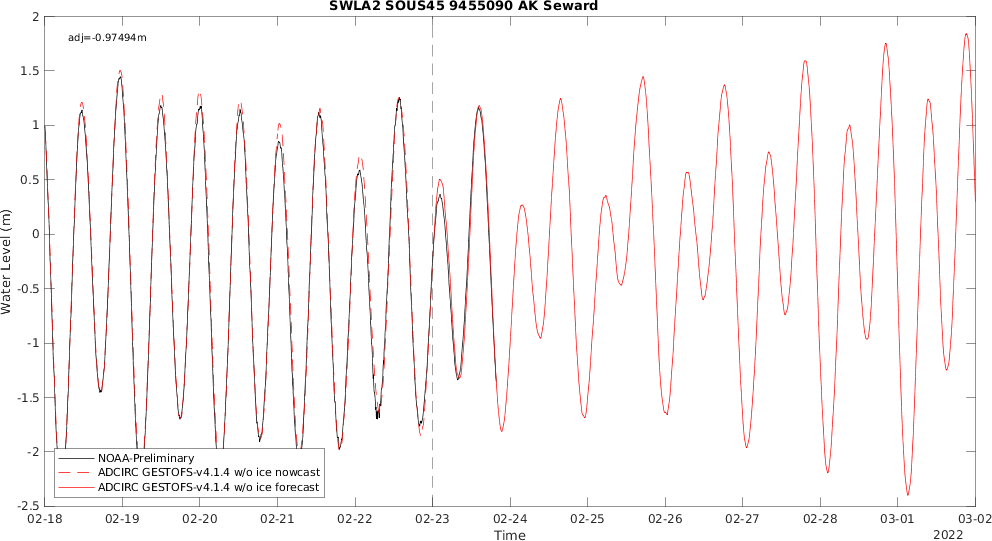 SWLA2 SOUS45 9455090 AK Seward
adj=-0.97494m
2
1.5
1
0.5
0
-0.5
-1
-1.5
-2
-2.5
Water Level (m)
NOAA-Preliminary
ADCIRC GESTOFS-v4.1.4 w/o ice nowcast
ADCIRC GESTOFS-v4.1.4 w/o ice forecast
02-18 02-19 02-20 02-21 02-22 02-23 02-24 02-25 02-26 02-27 02-28 03-01 03-02
Time
2022